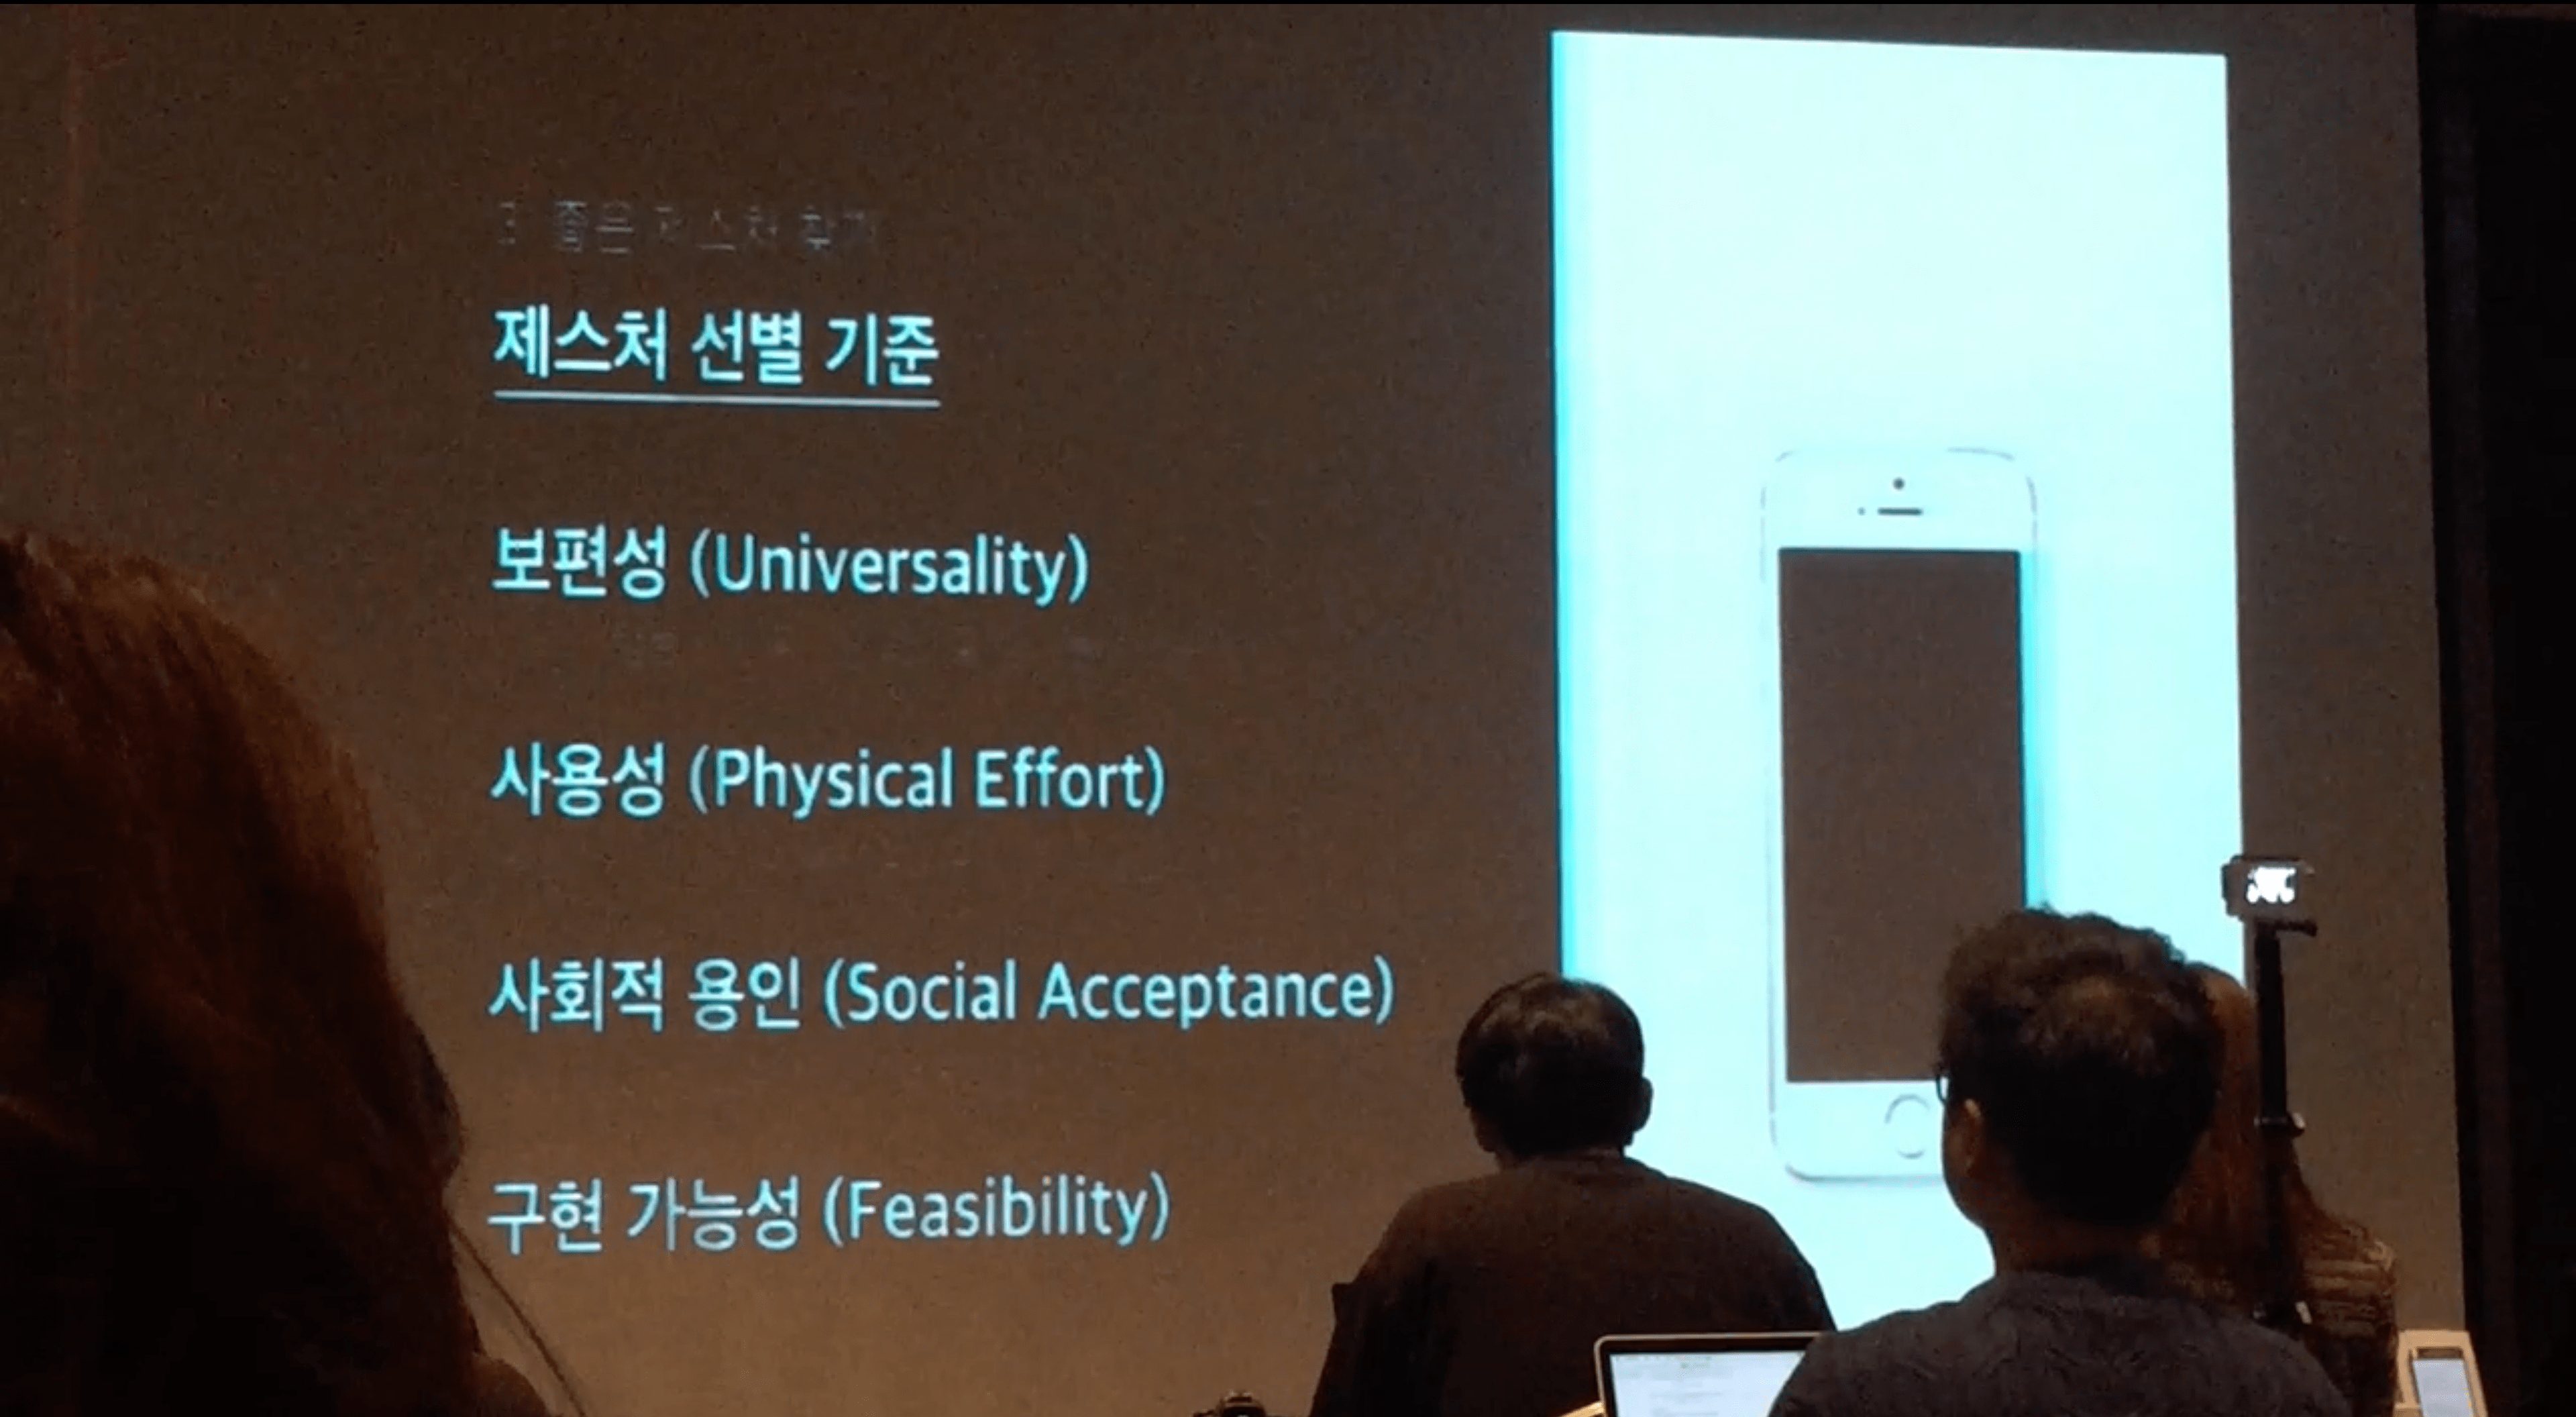 3. 좋은 제스처 찾기
제스처 선별 기준
보편성 (Universality)
사용성 (Physical Effort)
사회적 용인 (Social Acceptance)
구현 가능성 (Feasibility)